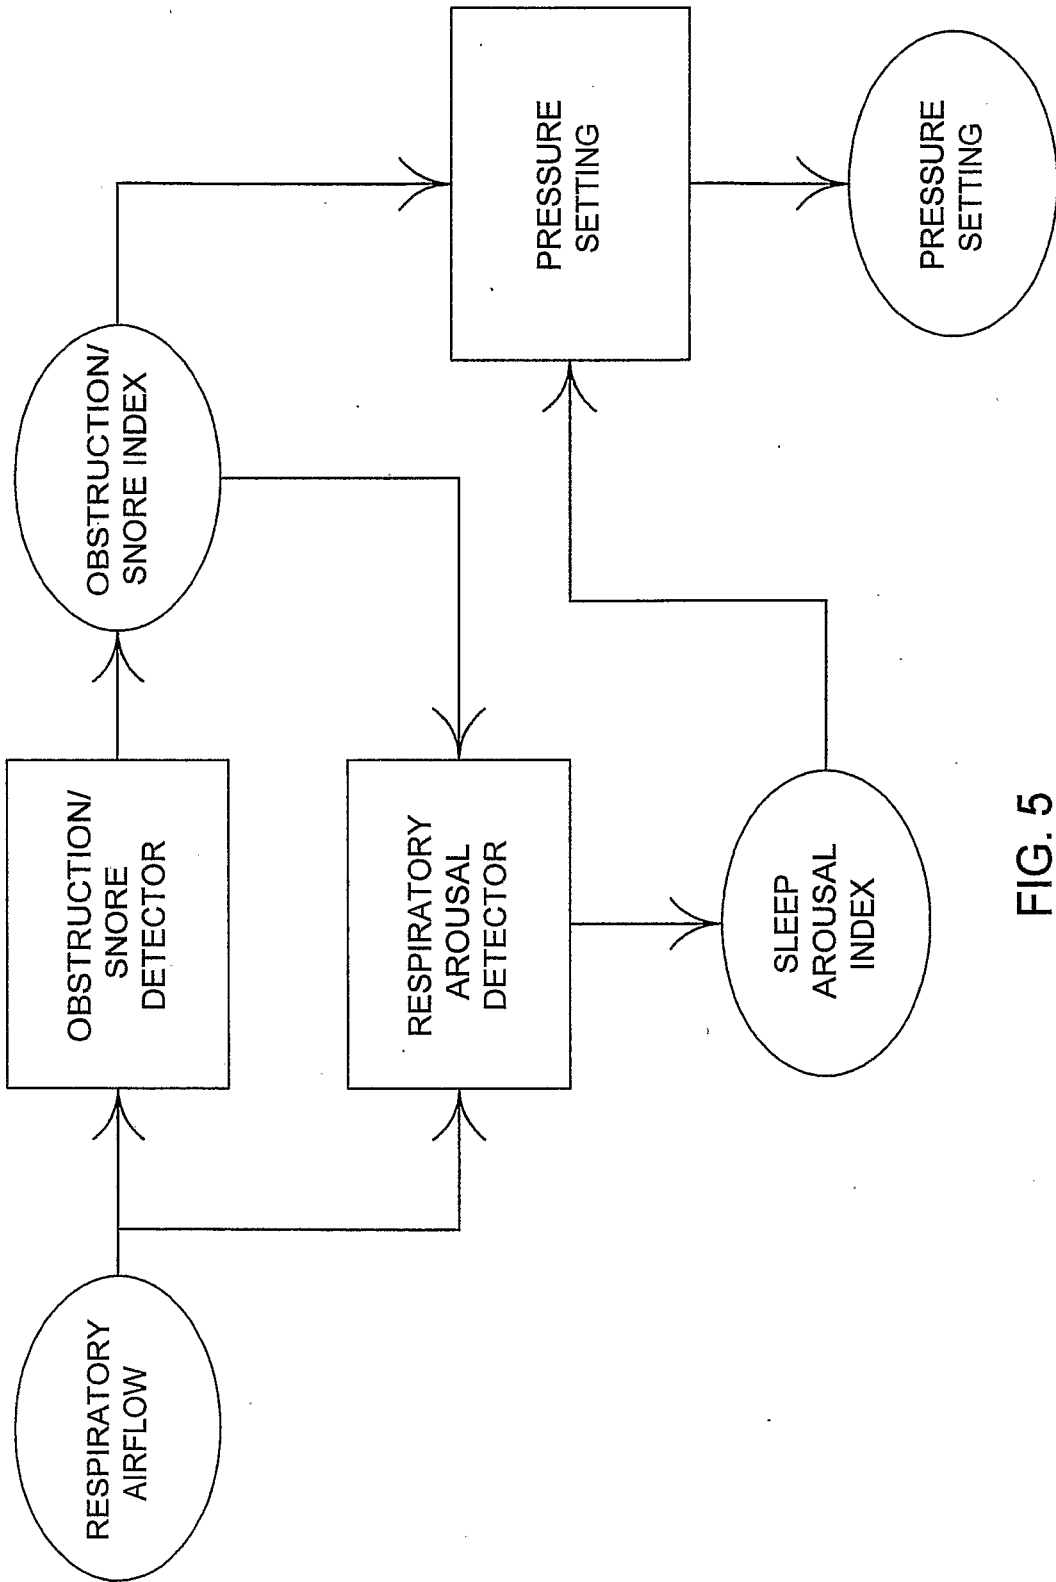 RESPIRATORY
AIRFLOW
OBSTRUCTION/
SNORE
DETECTOR
OBSTRUCTION/
SNORE INDEX
RESPIRATORY
AROUSAL
DETECTOR
SLEEP
AROUSAL
INDEX
PRESSURE
SETTING
PRESSURE
SETTING
FIG. 5